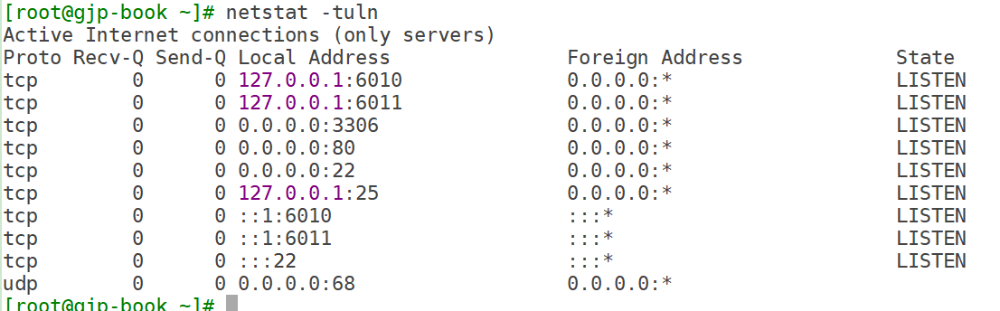 [root@gjp-book ~]# netstat -tuln
Active Internet connections (only servers)
Proto Recv-Q Send-Q Local Address               Foreign Address             State
tcp        0      0 127.0.0.1:6010              0.0.0.0:*                   LISTEN
tcp        0      0 127.0.0.1:6011              0.0.0.0:*                   LISTEN
tcp        0      0 0.0.0.0:3306                0.0.0.0:*                   LISTEN
tcp        0      0 0.0.0.0:80                  0.0.0.0:*                   LISTEN
tcp        0      0 0.0.0.0:22                  0.0.0.0:*                   LISTEN
tcp        0      0 127.0.0.1:25                0.0.0.0:*                   LISTEN
tcp        0      0 ::1:6010                    :::*                        LISTEN
tcp        0      0 ::1:6011                    :::*                        LISTEN
tcp        0      0 :::22                       :::*                        LISTEN
udp        0      0 0.0.0.0:68                  0.0.0.0:*
[root@gjp-book ~]#